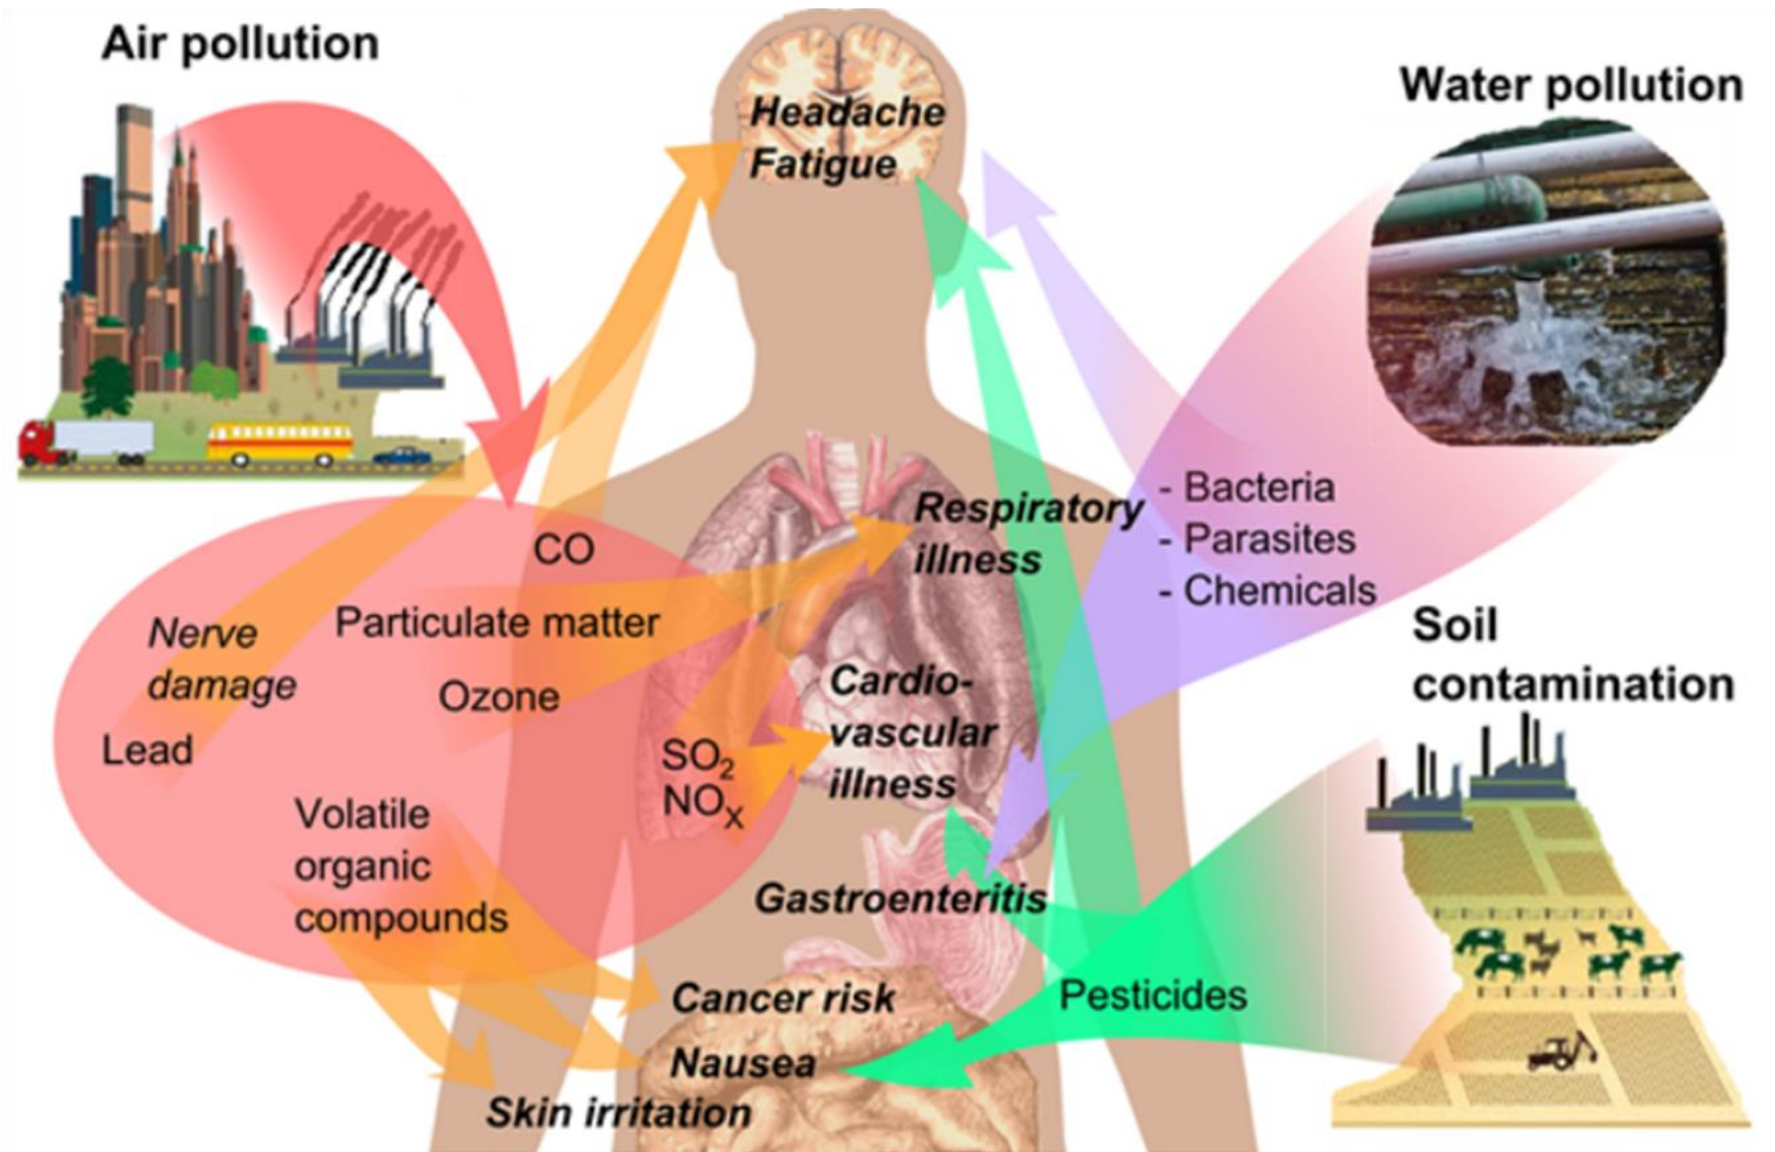 Air pollution
Headache
Fatigue
Water pollution
CO
Particulate matter
Nerve
damage
Ozone
Lead
SO₂
NOX
Volatile
organic
compounds
Respiratory
illness
Cardio-
vascular
illness
Gastroenteritis
Cancer risk
Nausea
Skin irritation
- Bacteria
- Parasites
- Chemicals
Soil
contamination
Pesticides